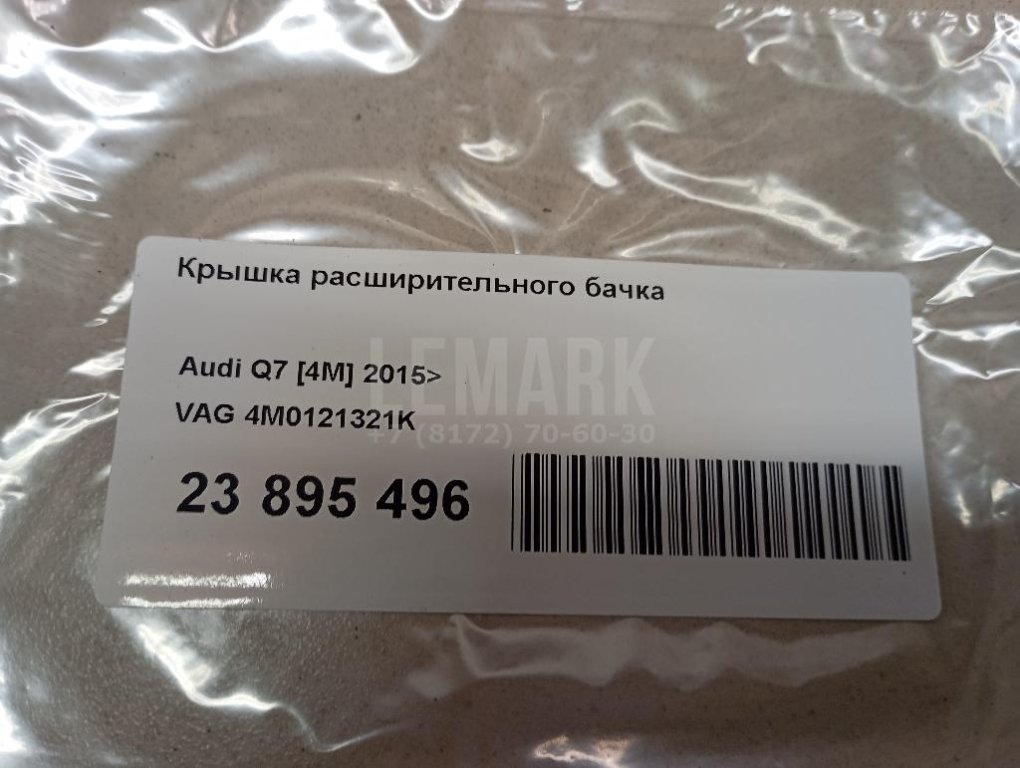 Крышка расширительного бачка
LEMARK
Audi Q7 [4M] 2015>
VAG 4M0121321K
+7 (8172) 70-60-30
23 895 496